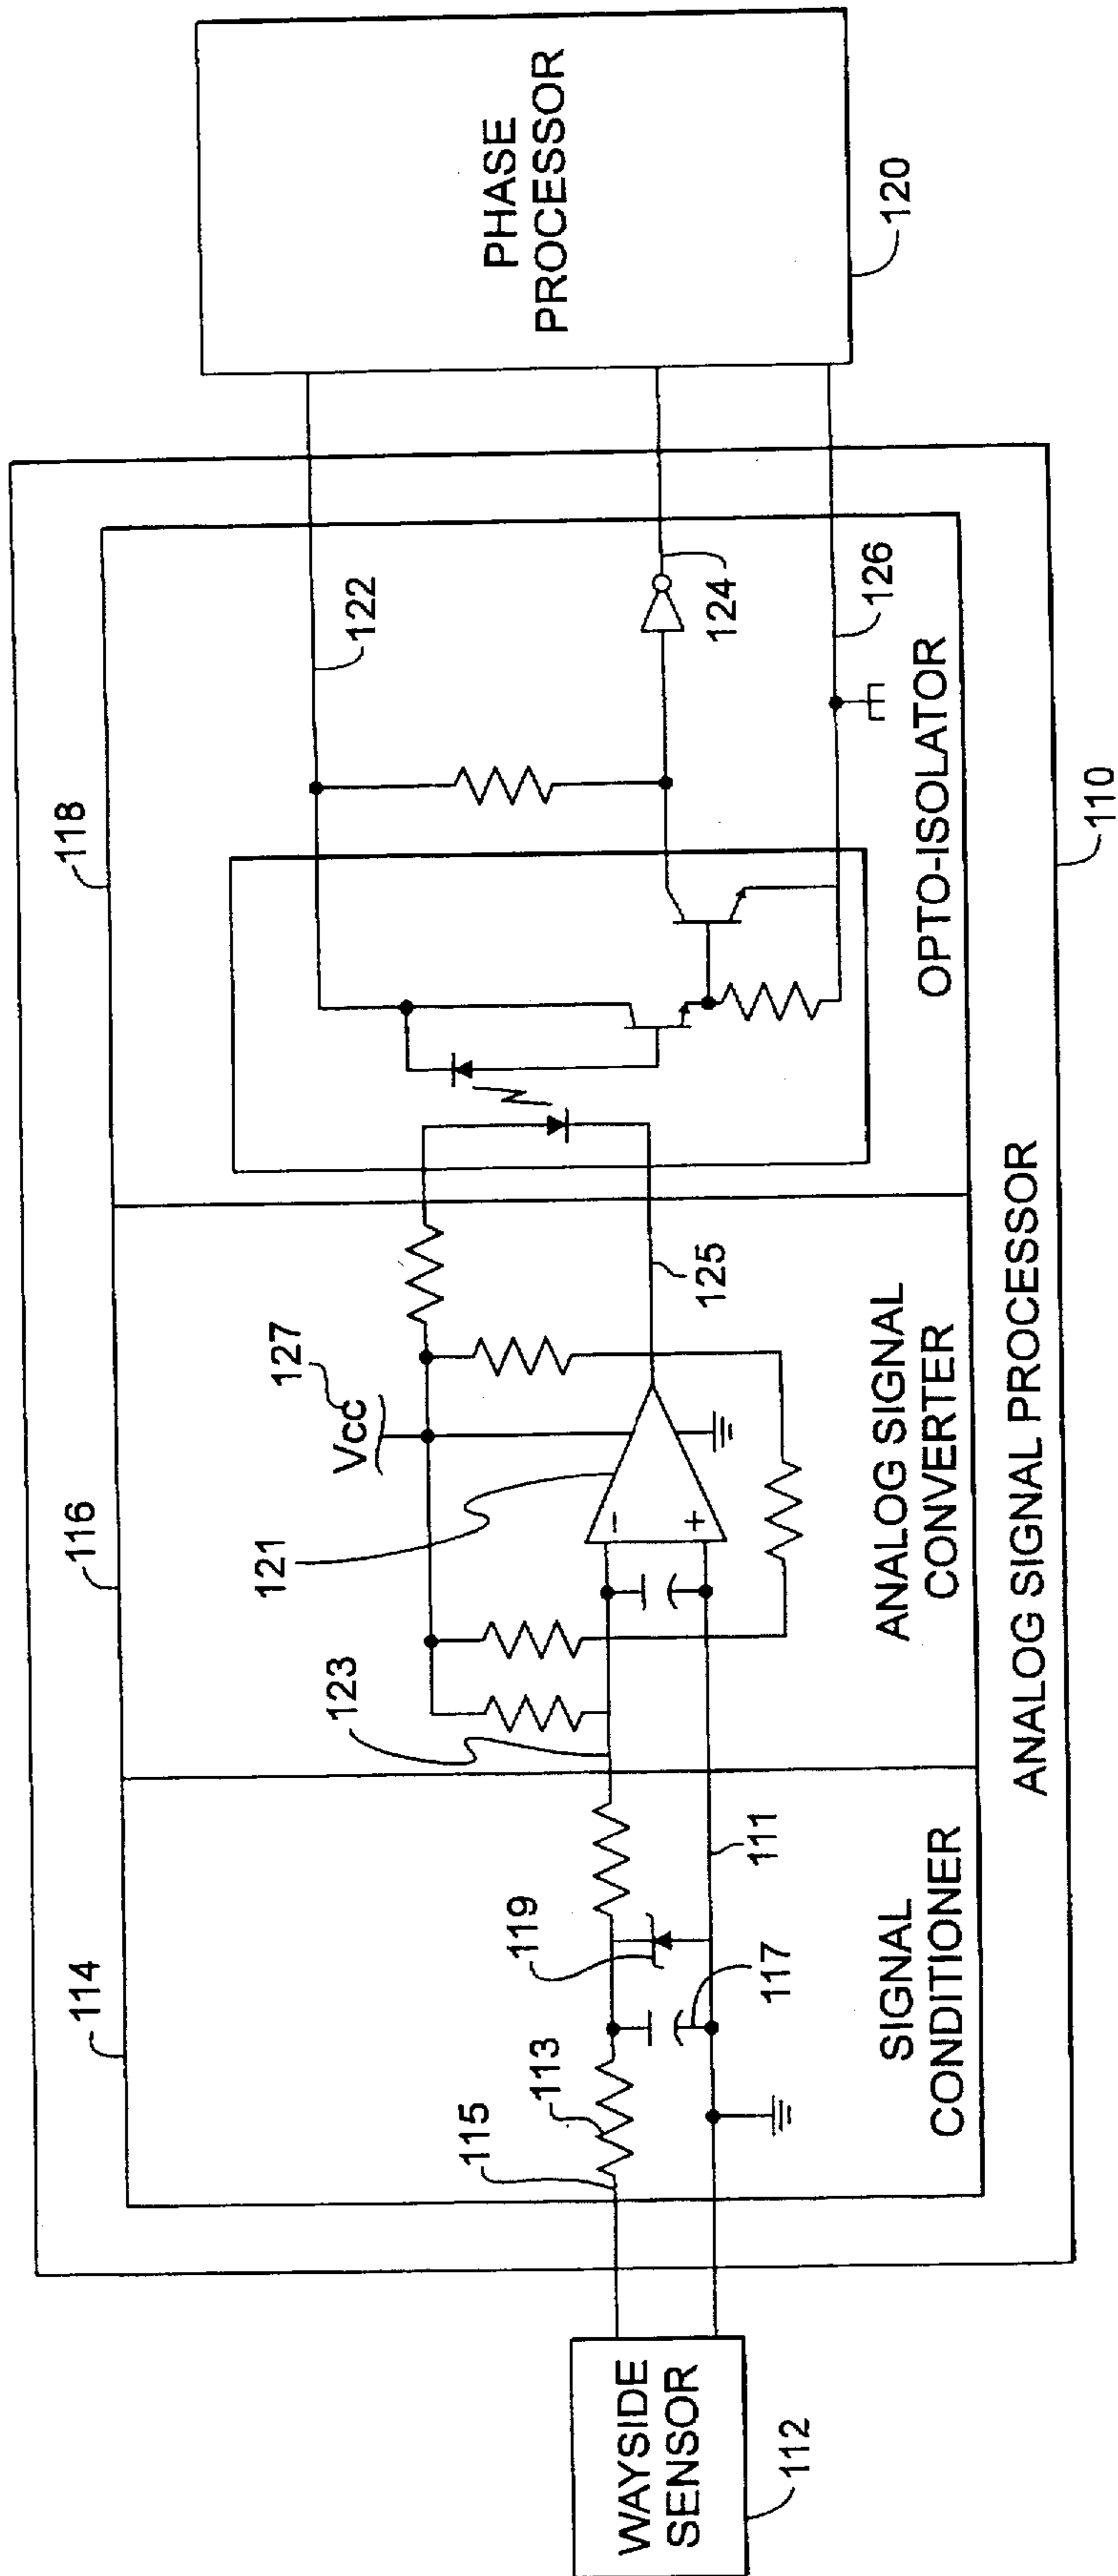 110
ANALOG SIGNAL PROCESSOR
112
WAYSIDE
SENSOR
114
SIGNAL
CONDITIONER
115
113
119
117
111
116
ANALOG SIGNAL
CONVERTER
123
121
Vcc
127
-
+
125
118
OPTO-ISOLATOR
122
124
126
PHASE
PROCESSOR
120